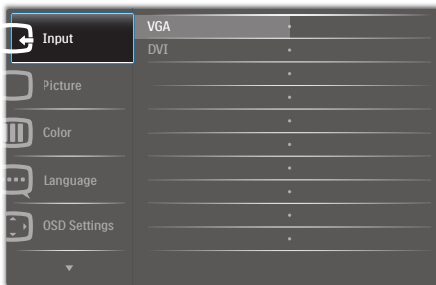 Input
VGA
DVI
Picture
Color
Language
OSD Settings